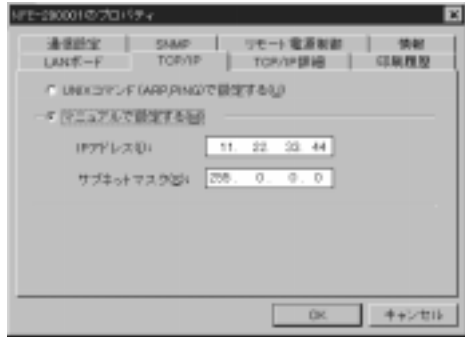 NFE-290001のプロパティ
通信設定 SNMP リモート電源制御 情報
LANボード TCP/IP TCP/IP詳細 印刷履歴
UNIXコマンド(ARP,PING)で設定する(U)
マニュアルで設定する(M)
IPアドレス(I): 11. 22. 33. 44
サブネットマスク(S): 255. 0. 0. 0
OK キャンセル